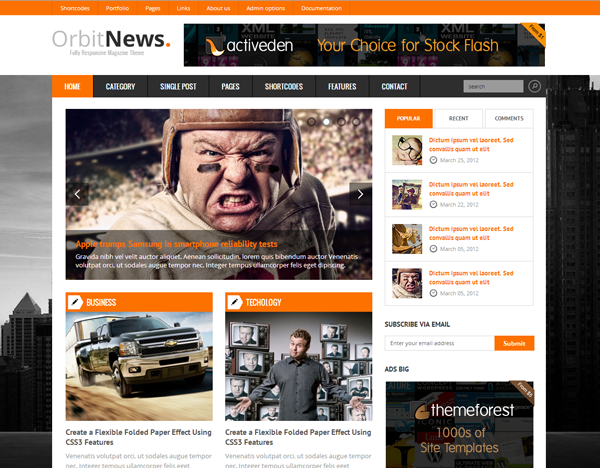 Shortcodes Portfolio Pages Links About us Admin options Documentation
OrbitNews.
Fully Responsive Magazine Theme
activeden Your Choice for Stock Flash
From $1
HOME CATEGORY SINGLE POST PAGES SHORTCODES FEATURES CONTACT
search
Apple trumps Samsung in smartphone reliability tests
Gravida nibh vel velit auctor aliquet. Aenean sollicitudin, lorem quis bibendum auctor Venenatis
volutpat orci, ut sodales augue tempor nec. Integer tempus ullamcorper felis eget dipiscing.
POPULAR RECENT COMMENTS
Dictum ipsum vel laoreet. Sed
convallis quam ut elit
March 25, 2012
Dictum ipsum vel laoreet. Sed
convallis quam ut elit
March 22, 2012
Dictum ipsum vel laoreet. Sed
convallis quam ut elit
March 05, 2012
Dictum ipsum vel laoreet. Sed
convallis quam ut elit
March 05, 2012
BUSINESS
Create a Flexible Folded Paper Effect Using
CSS3 Features
Venenatis volutpat orci, ut sodales augue tempor
nec. Integer tempus ullamcorper felis eget
TECHOLOGY
Create a Flexible Folded Paper Effect Using
CSS3 Features
Venenatis volutpat orci, ut sodales augue tempor
nec. Integer tempus ullamcorper felis eget
SUBSCRIBE VIA EMAIL
Enter your email address Submit
ADS BIG
From $5
themeforest
1000s of
Site Templates